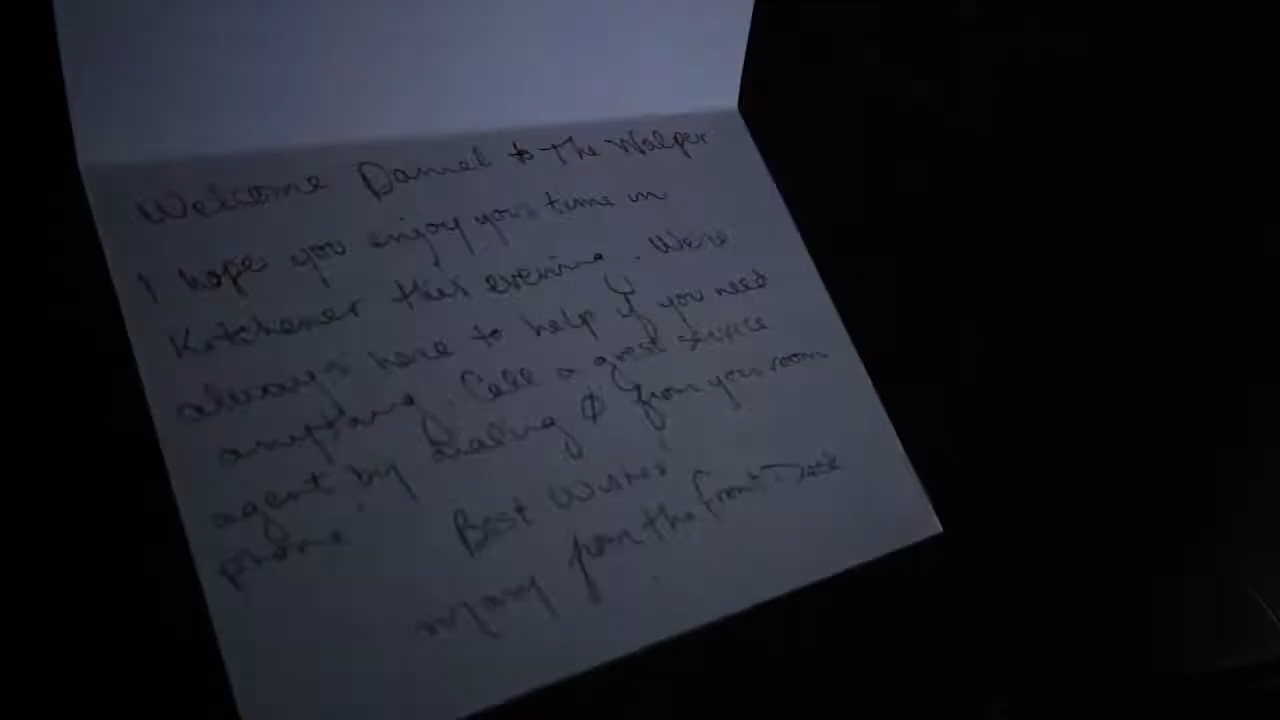 Welcome Daniel to The Walper
I hope you enjoy your time in
Kitchener this evening. We're
always here to help if you need
anything. Call a guest service
agent by dialing 0 from your room
phone.
Best Wishes
Mary from the Front Desk